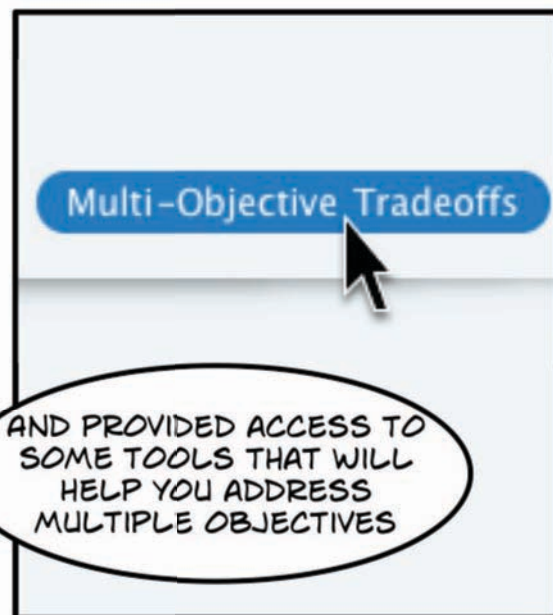 Multi-Objective Tradeoffs
AND PROVIDED ACCESS TO
SOME TOOLS THAT WILL
HELP YOU ADDRESS
MULTIPLE OBJECTIVES